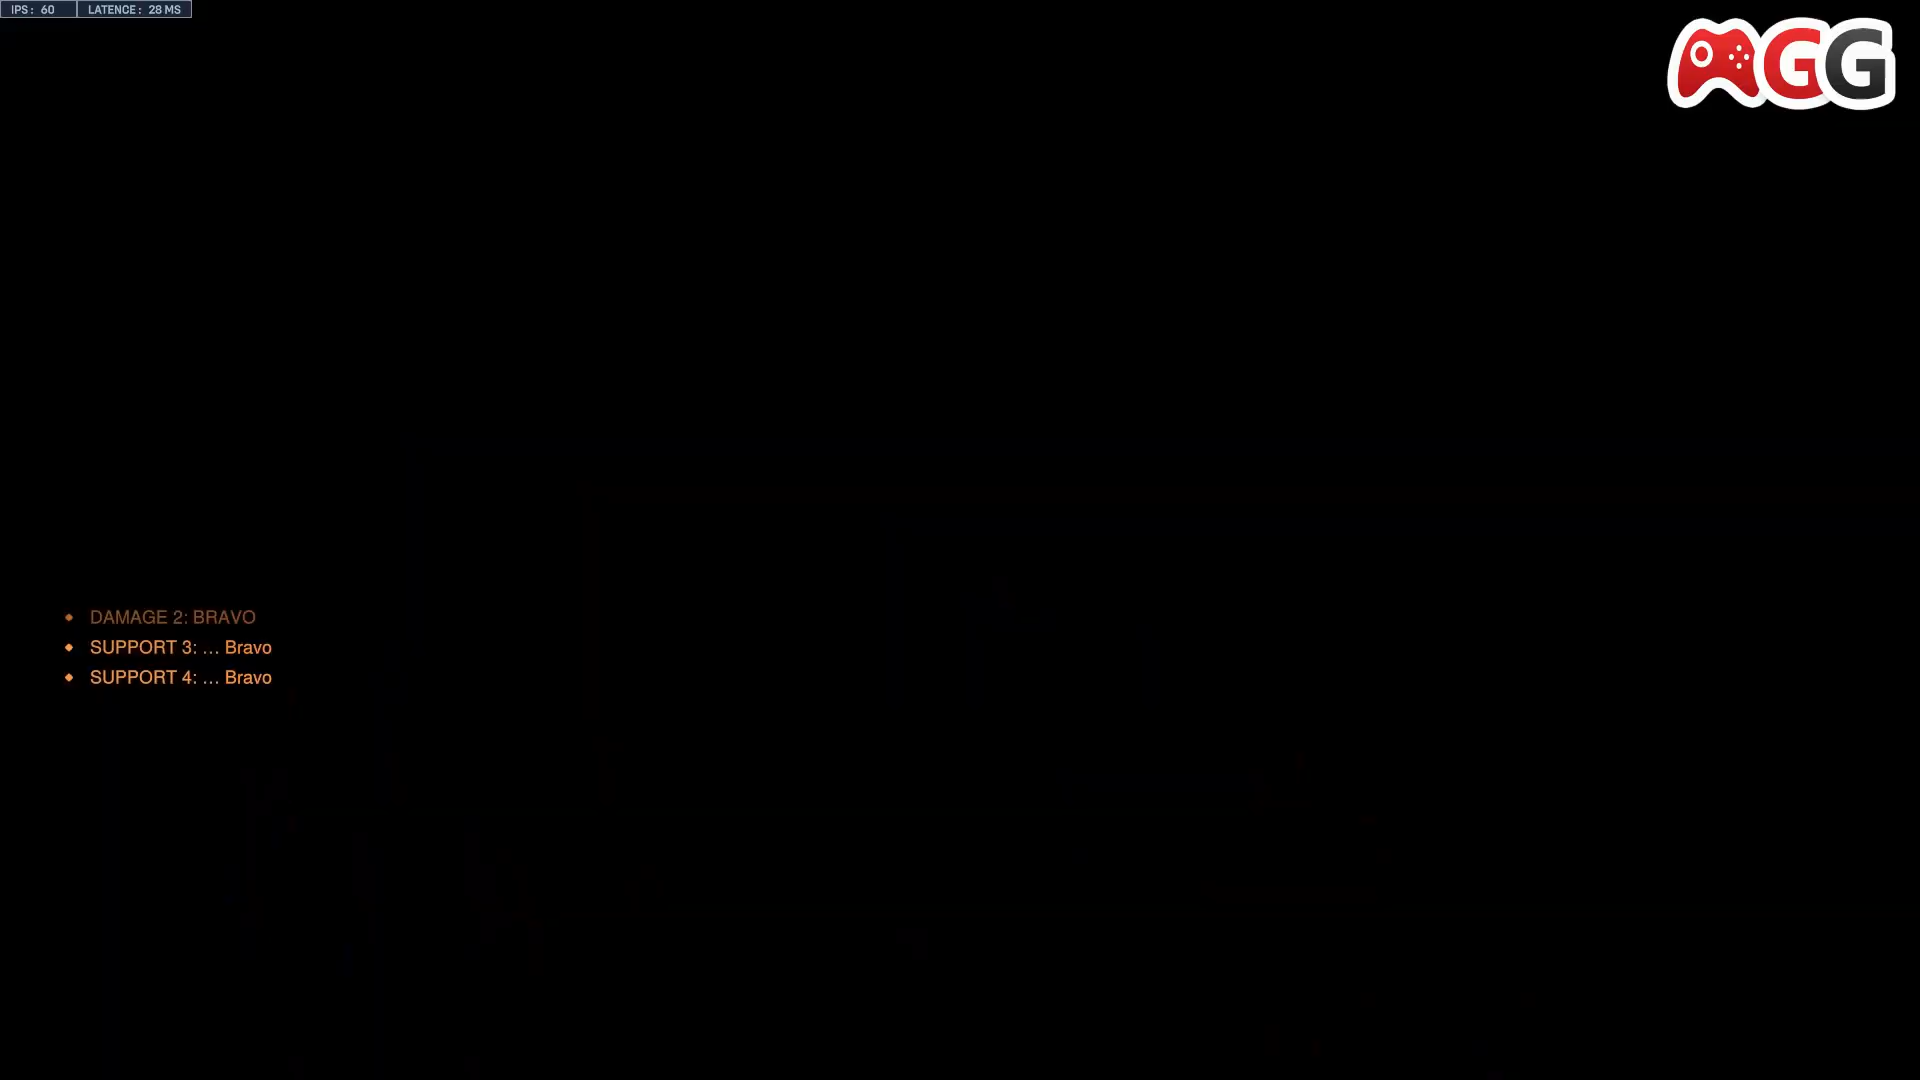 IPS: 60 LATENCE: 28 MS
GG
DAMAGE 2: BRAVO
SUPPORT 3: ... Bravo
SUPPORT 4: ... Bravo